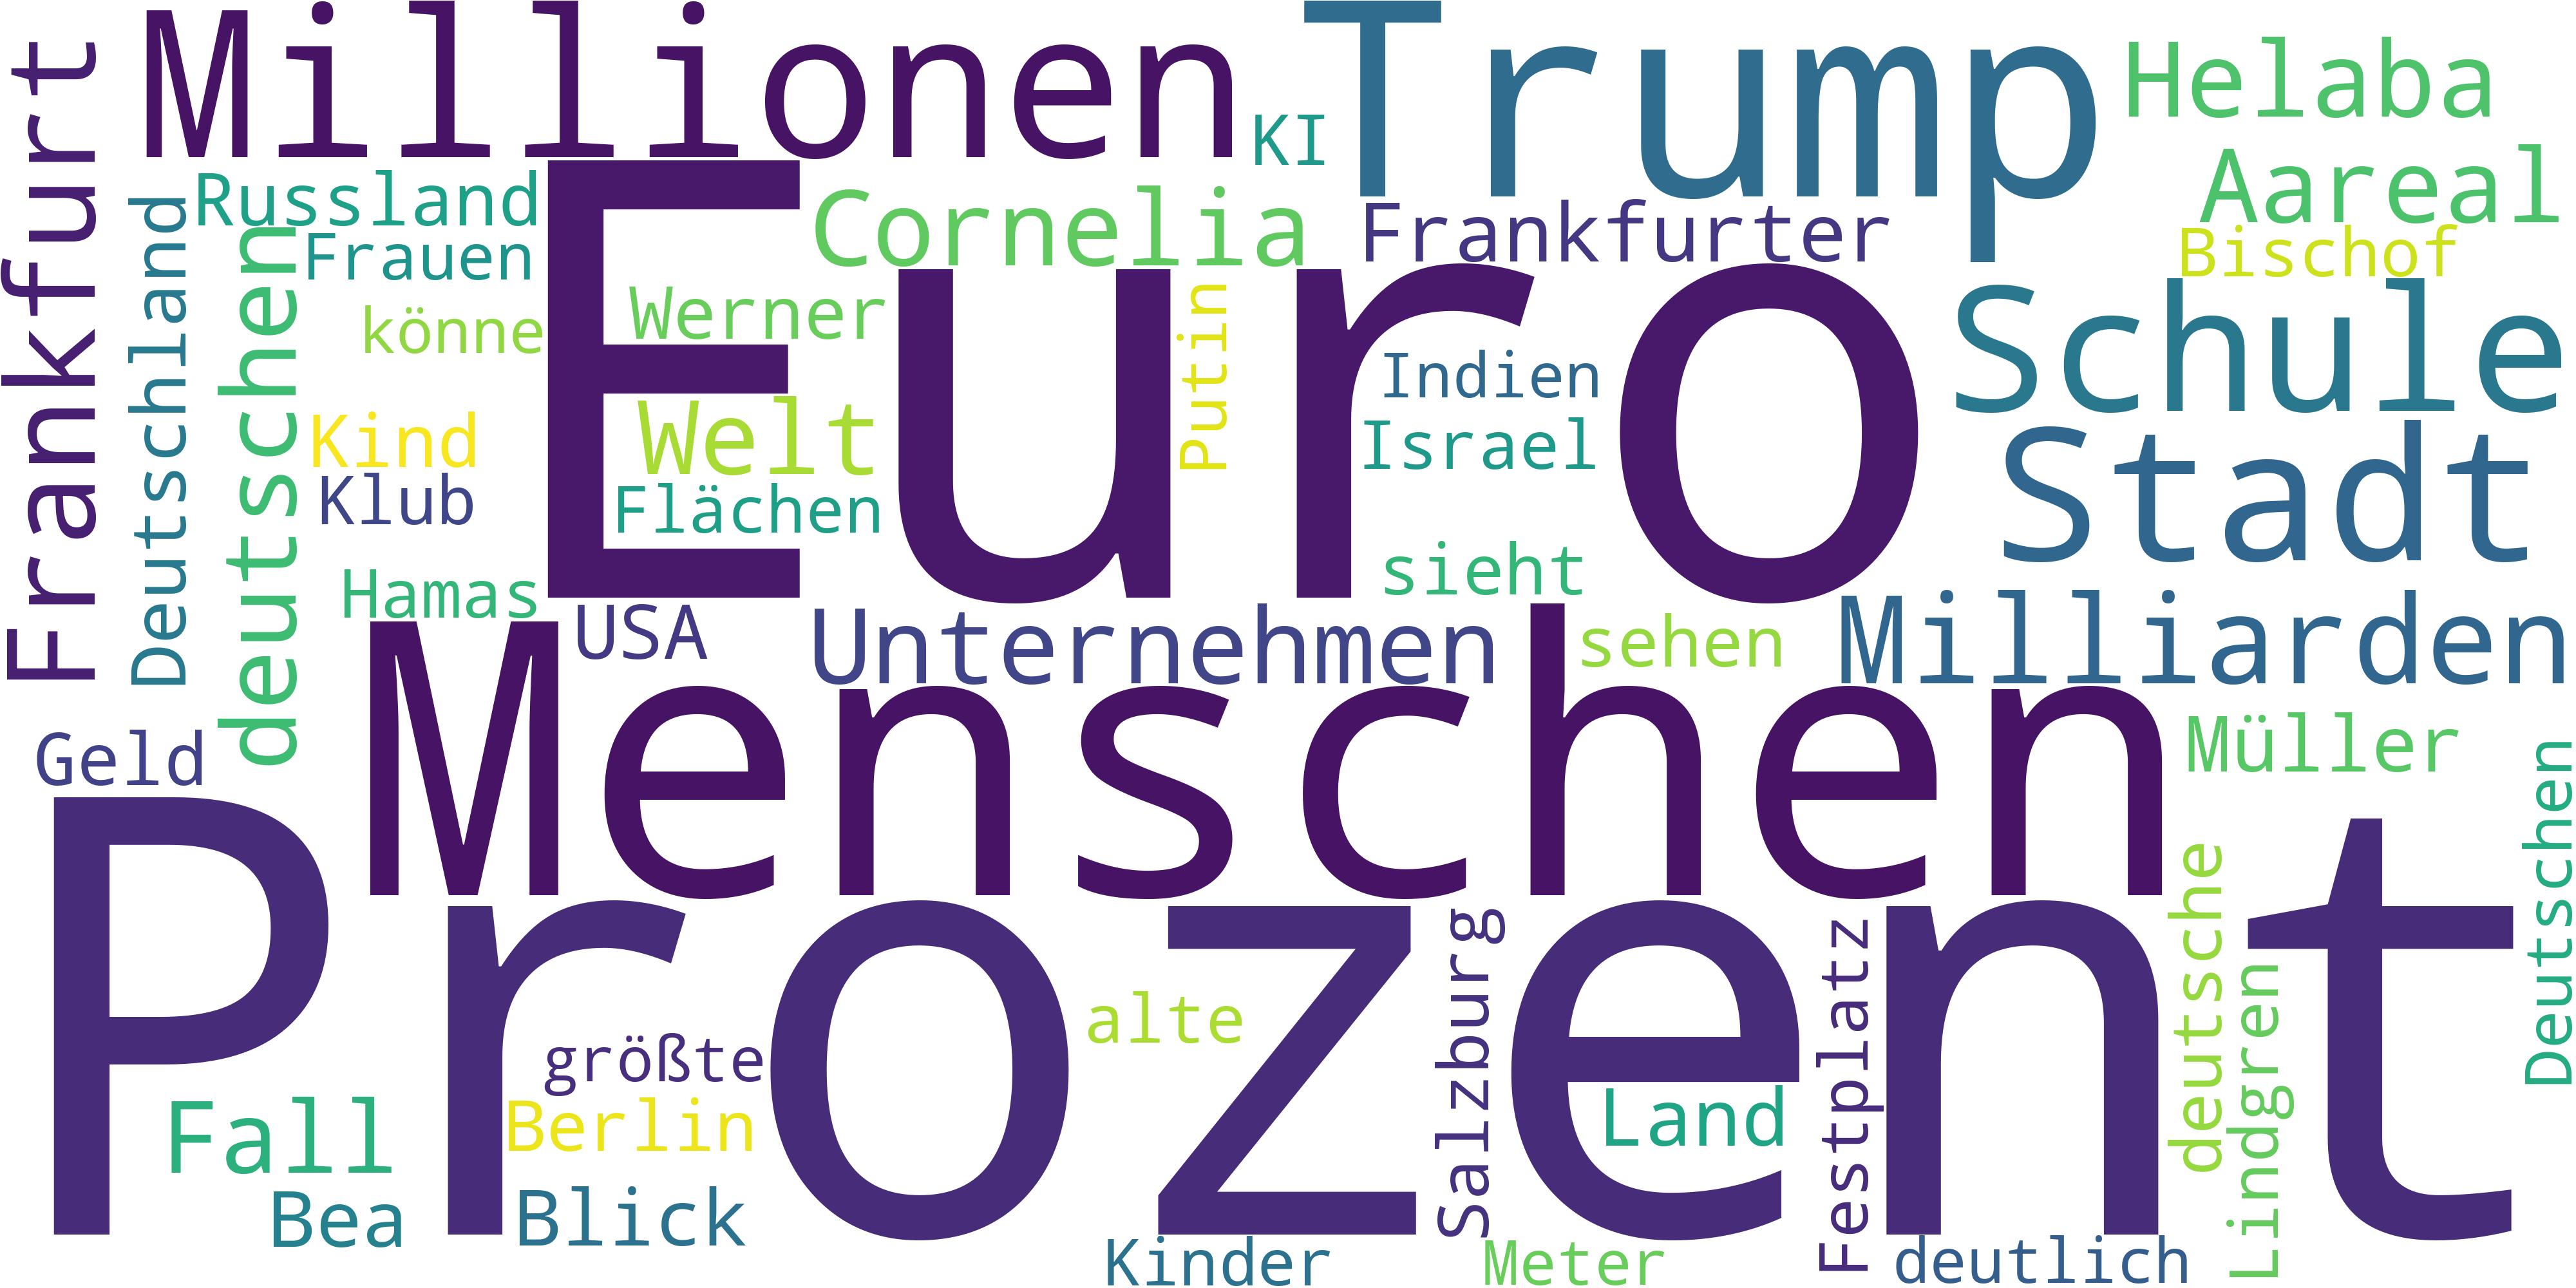 Millionen
Trump
Helaba
KI
Aareal
Russland
Cornelia
Frankfurter
Bischof
Frauen
Frankfurt
Deutschland
deutschen
Euro
Schule
könne
Werner
Putin
Indien
Kind
Welt
Israel
Klub
Flächen
Stadt
Hamas
sieht
USA
Unternehmen
sehen
Milliarden
Menschen
Geld
Müller
Prozent
Deutschen
deutsche
Lindgren
Salzburg
Festplatz
alte
größte
Berlin
Fall
Land
Bea
Blick
Kinder
Meter
deutlich